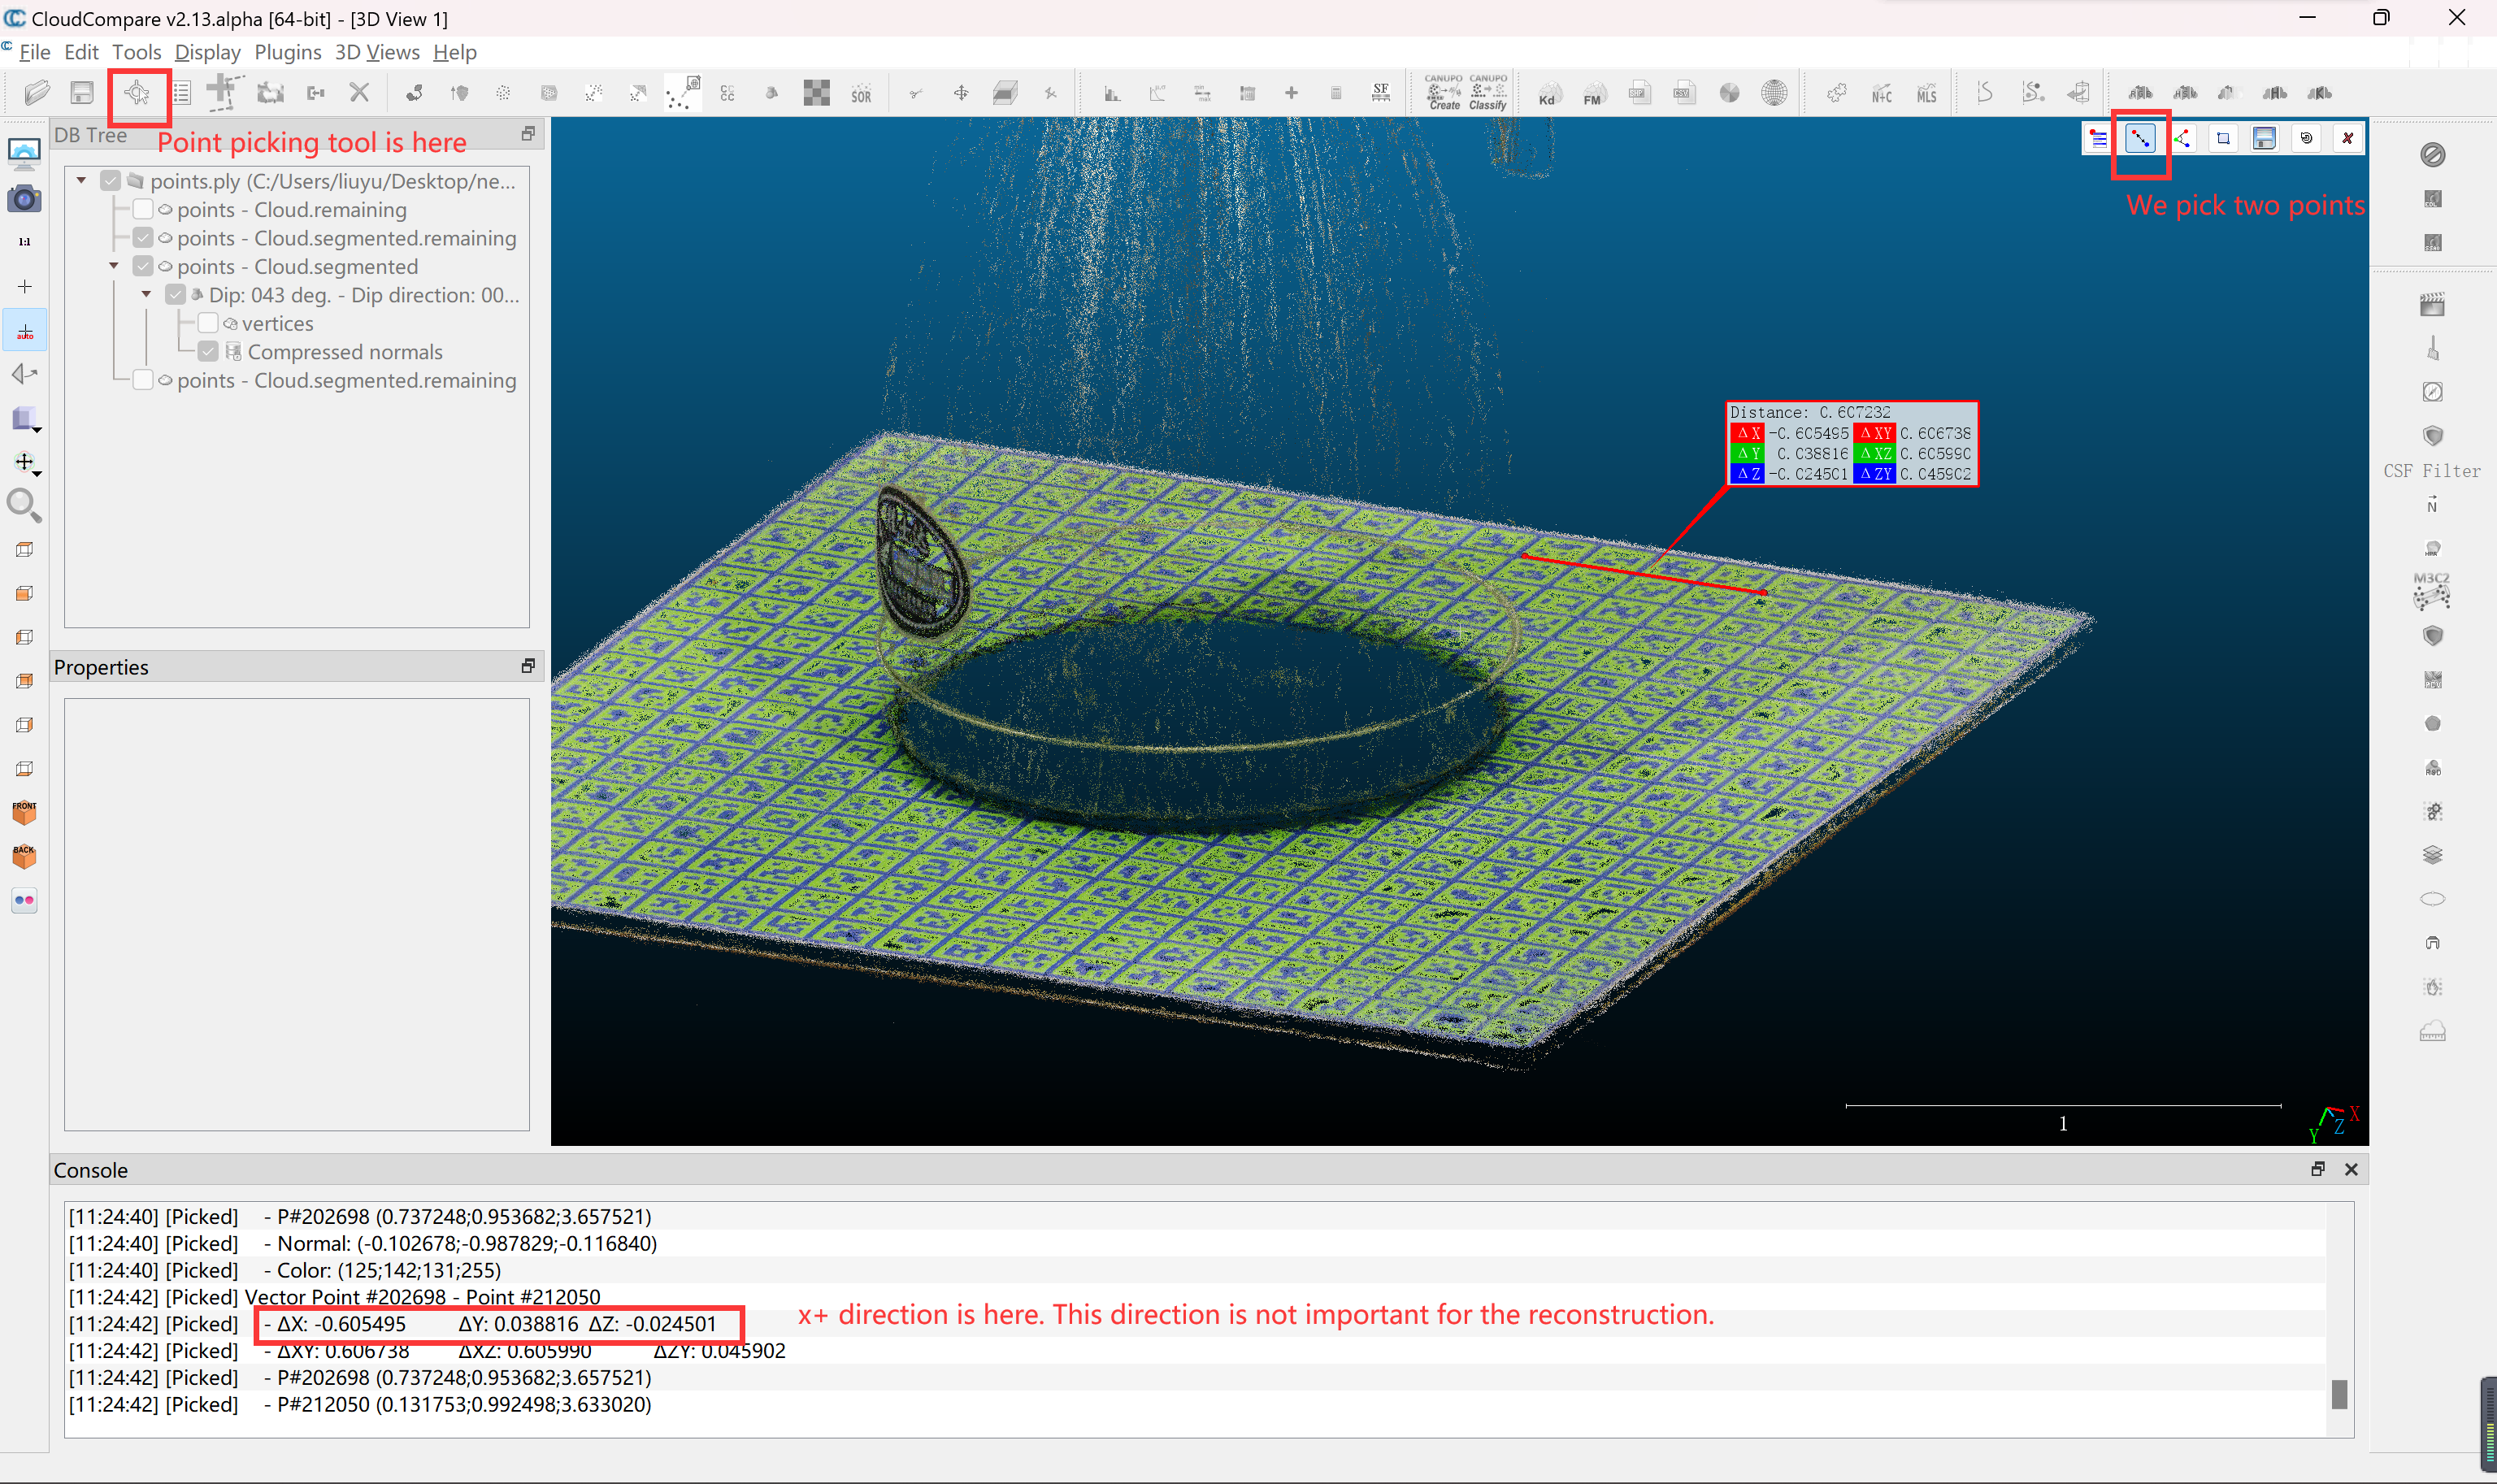 CloudCompare v2.13.alpha [64-bit] - [3D View 1]
File Edit Tools Display Plugins 3D Views Help
SOR
SF
CANUPO Create
CANUPO Classify
Kd
FM
N+C
MLS
DB Tree
Point picking tool is here
We pick two points
points.ply (C:/Users/liuyu/Desktop/ne...
points - Cloud.remaining
points - Cloud.segmented.remaining
points - Cloud.segmented
Dip: 043 deg. - Dip direction: 00...
vertices
Compressed normals
points - Cloud.segmented.remaining
1:1
auto
FRONT
BACK
Properties
Distance: 0.607232
ΔX -0.605495 ΔXY 0.606738
ΔY 0.038816 ΔXZ 0.605990
ΔZ -0.024501 ΔZY 0.045902
CSF Filter
N
M3C2
1
X
Y
Z
Console
[11:24:40] [Picked] - P#202698 (0.737248;0.953682;3.657521)
[11:24:40] [Picked] - Normal: (-0.102678;-0.987829;-0.116840)
[11:24:40] [Picked] - Color: (125;142;131;255)
[11:24:42] [Picked] Vector Point #202698 - Point #212050
[11:24:42] [Picked] - ΔX: -0.605495 ΔY: 0.038816 ΔZ: -0.024501
x+ direction is here. This direction is not important for the reconstruction.
[11:24:42] [Picked] - ΔXY: 0.606738 ΔXZ: 0.605990 ΔZY: 0.045902
[11:24:42] [Picked] - P#202698 (0.737248;0.953682;3.657521)
[11:24:42] [Picked] - P#212050 (0.131753;0.992498;3.633020)